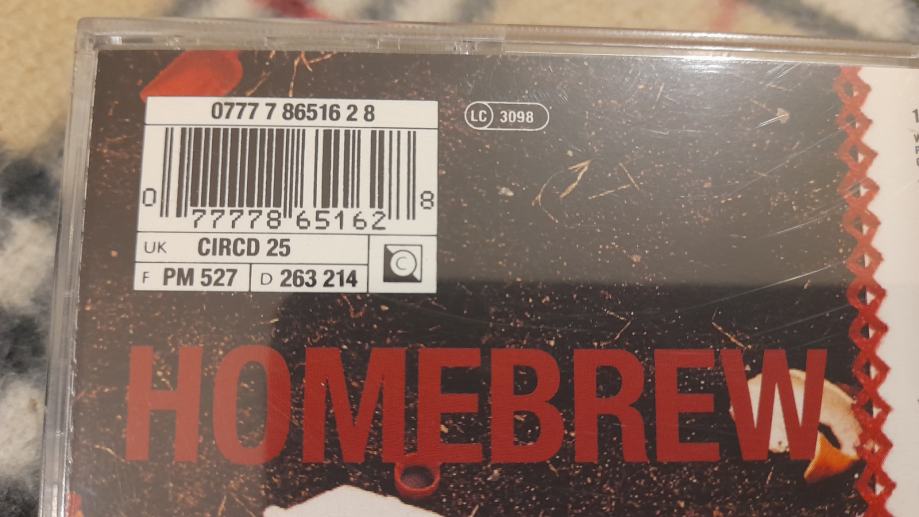 0777 7 86516 2 8
LC 3098
0 77778 65162 8
UK CIRCD 25
F PM 527 D 263 214
C
HOMEBREW